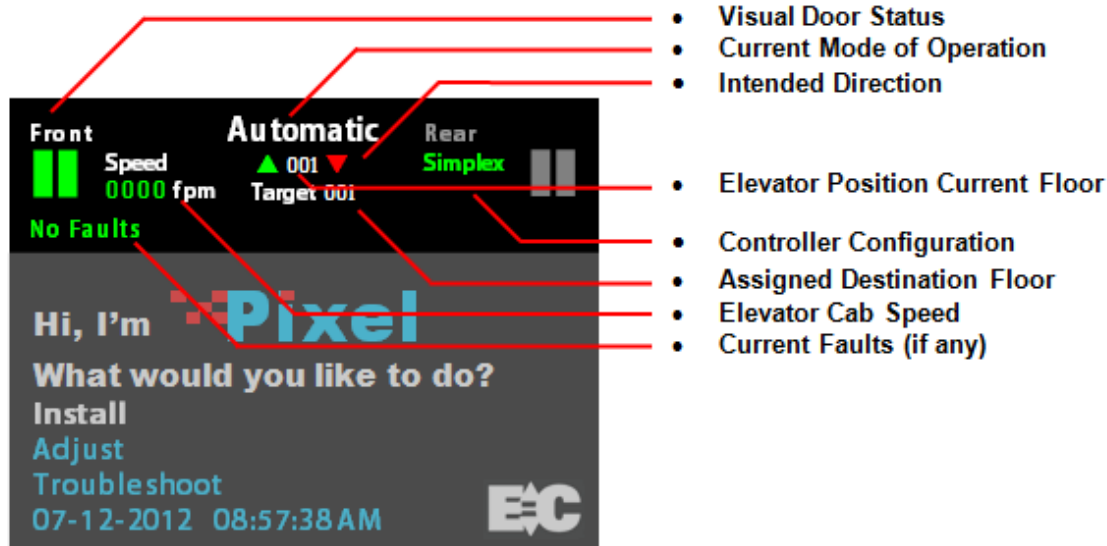 • Visual Door Status
• Current Mode of Operation
• Intended Direction
• Elevator Position Current Floor
• Controller Configuration
• Assigned Destination Floor
• Elevator Cab Speed
• Current Faults (if any)
Front Automatic Rear
Speed 001 Simplex
0000 fpm Target 001
No Faults
Hi, I'm Pixel
What would you like to do?
Install
Adjust
Troubleshoot
07-12-2012 08:57:38 AM
EC